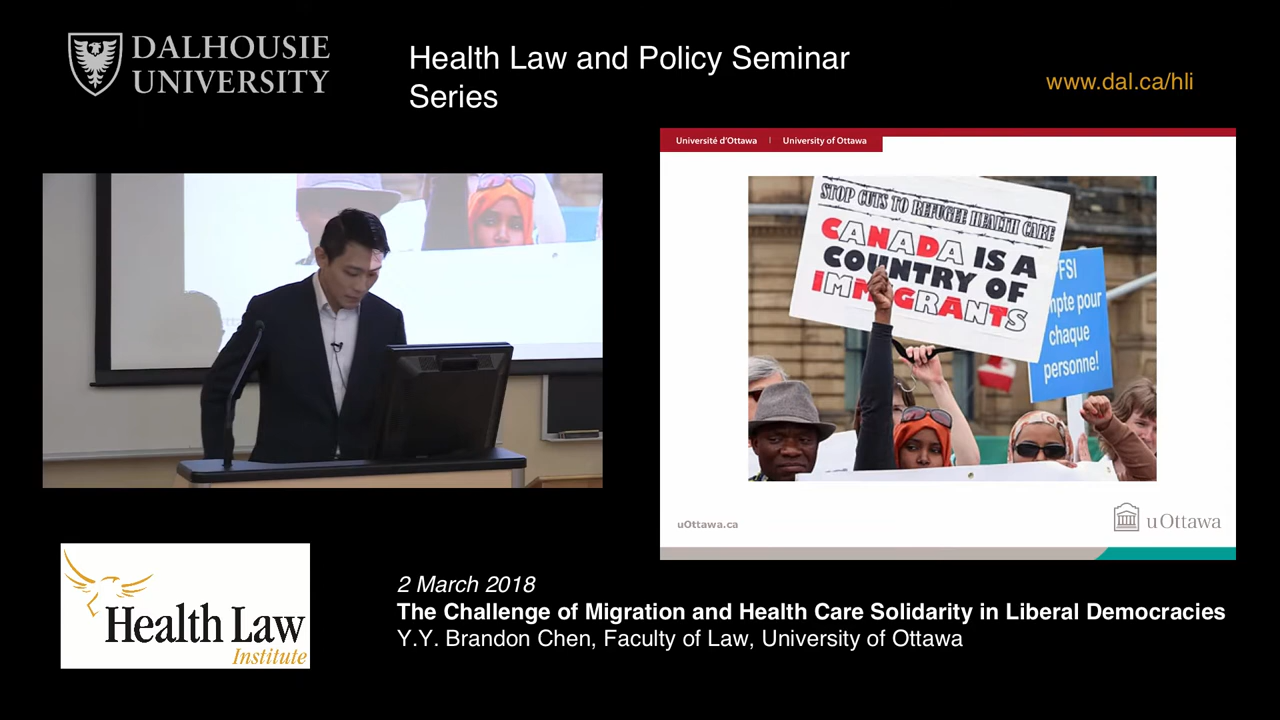 DALHOUSIE
UNIVERSITY
Health Law and Policy Seminar
Series
www.dal.ca/hli
Université d'Ottawa | University of Ottawa
STOP CUTS TO REFUGEE HEALTH CARE
CANADA IS A
COUNTRY OF
IMMIGRANTS
FSI
mpte pour
chaque
personne!
uOttawa.ca
uOttawa
Health Law
Institute
2 March 2018
The Challenge of Migration and Health Care Solidarity in Liberal Democracies
Y.Y. Brandon Chen, Faculty of Law, University of Ottawa